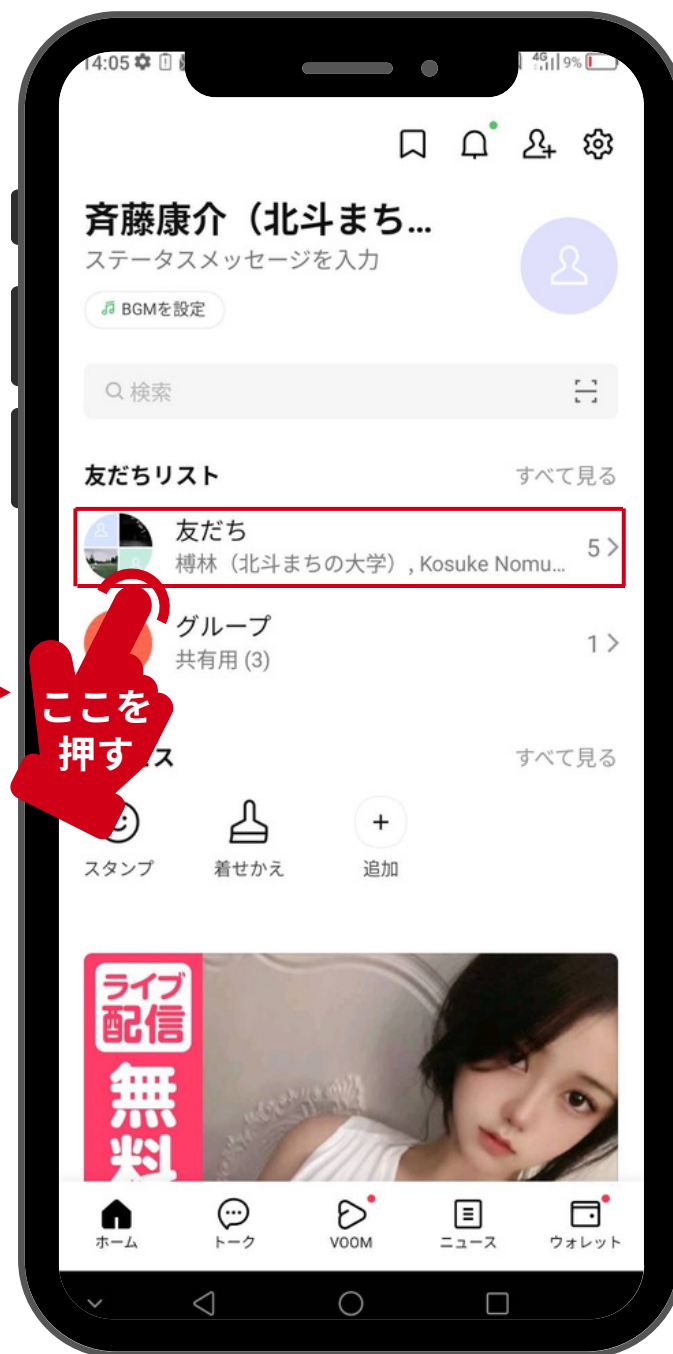 14:05
4G 9%
斉藤康介（北斗まち...
ステータスメッセージを入力
BGMを設定
検索
友だちリスト
すべて見る
友だち
榑林（北斗まちの大学）, Kosuke Nomu...
5
グループ
共有用 (3)
1
ここを
押す
ス
すべて見る
スタンプ
着せかえ
追加
ライブ
配信
無
料
ホーム
トーク
VOOM
ニュース
ウォレット